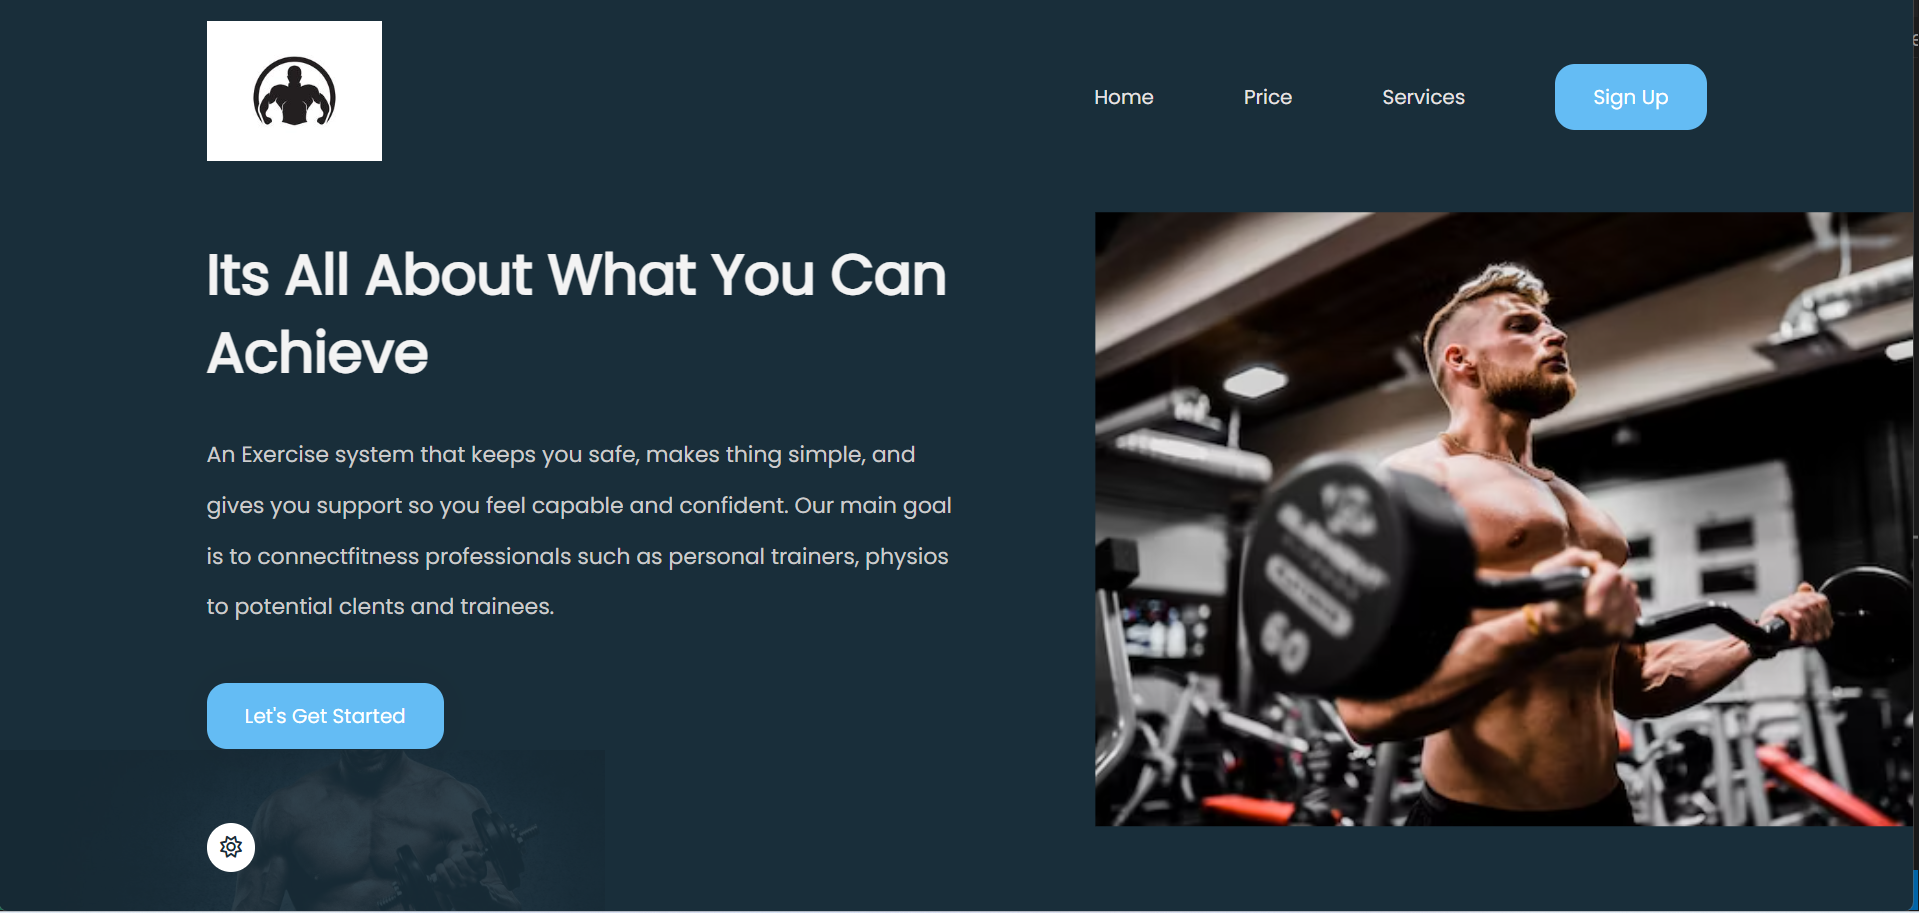 Home Price Services Sign Up
Its All About What You Can
Achieve
An Exercise system that keeps you safe, makes thing simple, and
gives you support so you feel capable and confident. Our main goal
is to connectfitness professionals such as personal trainers, physios
to potential clents and trainees.
Let's Get Started
60